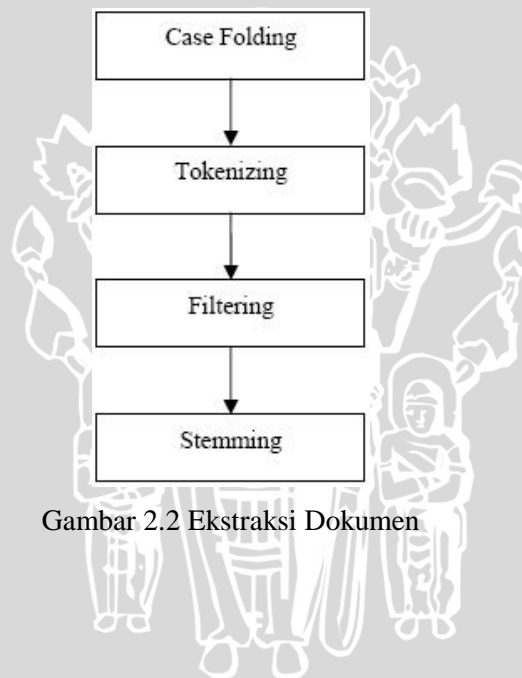 Case Folding
Tokenizing
Filtering
Stemming
Gambar 2.2 Ekstraksi Dokumen